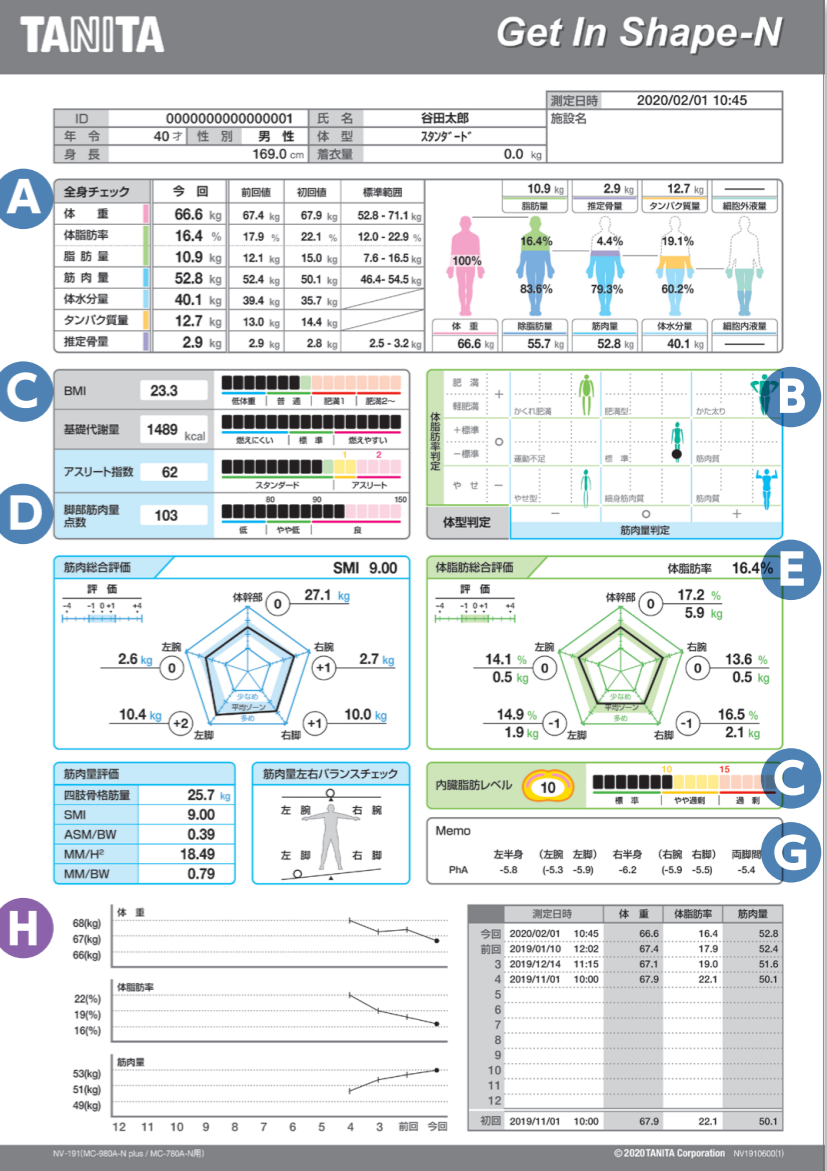 TANITA
Get In Shape-N
測定日時 2020/02/01 10:45
ID 0000000000000001 氏 名 谷田太郎 施設名
年 令 40 才 性 別 男 性 体 型 ｽﾀﾝﾀﾞｰﾄﾞ
身 長 169.0 cm 着衣量 0.0 kg
A
全身チェック 今 回 前回値 初回値 標準範囲
体 重 66.6 kg 67.4 kg 67.9 kg 52.8 - 71.1 kg
体脂肪率 16.4 % 17.9 % 22.1 % 12.0 - 22.9 %
脂 肪 量 10.9 kg 12.1 kg 15.0 kg 7.6 - 16.5 kg
筋 肉 量 52.8 kg 52.4 kg 50.1 kg 46.4- 54.5 kg
体水分量 40.1 kg 39.4 kg 35.7 kg
タンパク質量 12.7 kg 13.0 kg 14.4 kg
推定骨量 2.9 kg 2.9 kg 2.8 kg 2.5 - 3.2 kg
10.9 kg 2.9 kg 12.7 kg ―
脂肪量 推定骨量 タンパク質量 細胞外液量
16.4% 4.4% 19.1%
100%
83.6% 79.3% 60.2%
体 重 除脂肪量 筋肉量 体水分量 細胞内液量
66.6 kg 55.7 kg 52.8 kg 40.1 kg ―
C
BMI 23.3
低体重 普 通 肥満1 肥満2～
基礎代謝量 1489 kcal
燃えにくい 標 準 燃えやすい
アスリート指数 62
1 2
スタンダード アスリート
D
脚部筋肉量
点数 103
80 90 150
低 やや低 良
B
体脂肪率判定
肥 満
軽肥満
+
かくれ肥満 肥満型 かた太り
+標準
−標準
○
運動不足 標 準 筋肉質
や せ −
やせ型 細身筋肉質 筋肉質
体型判定
− ○ +
筋肉量判定
筋肉総合評価 SMI 9.00
評 価
-4 -1 0 +1 +4
体幹部 0 27.1 kg
左腕 右腕
2.6 kg 0 +1 2.7 kg
少なめ
平均ゾーン
多め
10.4 kg +2 +1 10.0 kg
左脚 右脚
E
体脂肪総合評価 体脂肪率 16.4%
評 価
-4 -1 0 +1 +4
体幹部 0 17.2 %
5.9 kg
左腕 右腕
14.1 % 0 0 13.6 %
0.5 kg 0.5 kg
少なめ
平均ゾーン
多め
14.9 % -1 -1 16.5 %
1.9 kg 左脚 右脚 2.1 kg
筋肉量評価
四肢骨格筋量 25.7 kg
SMI 9.00
ASM/BW 0.39
MM/H² 18.49
MM/BW 0.79
筋肉量左右バランスチェック
左 腕 右 腕
左 脚 右 脚
C
内臓脂肪レベル 10
10 15
標 準 やや過剰 過 剰
G
Memo
左半身 (左腕 左脚) 右半身 (右腕 右脚) 両脚間
PhA -5.8 (-5.3 -5.9) -6.2 (-5.9 -5.5) -5.4
H
体 重
68(kg)
67(kg)
66(kg)
体脂肪率
22(%)
19(%)
16(%)
筋肉量
53(kg)
51(kg)
49(kg)
12 11 10 9 8 7 6 5 4 3 前回 今回
測定日時 体 重 体脂肪率 筋肉量
今回 2020/02/01 10:45 66.6 16.4 52.8
前回 2019/01/10 12:02 67.4 17.9 52.4
3 2019/12/14 11:15 67.1 19.0 51.6
4 2019/11/01 10:00 67.9 22.1 50.1
5
6
7
8
9
10
11
12
初回 2019/11/01 10:00 67.9 22.1 50.1
NV-191(MC-980A-N plus / MC-780A-N用)
© 2020TANITA Corporation NV1910600(1)